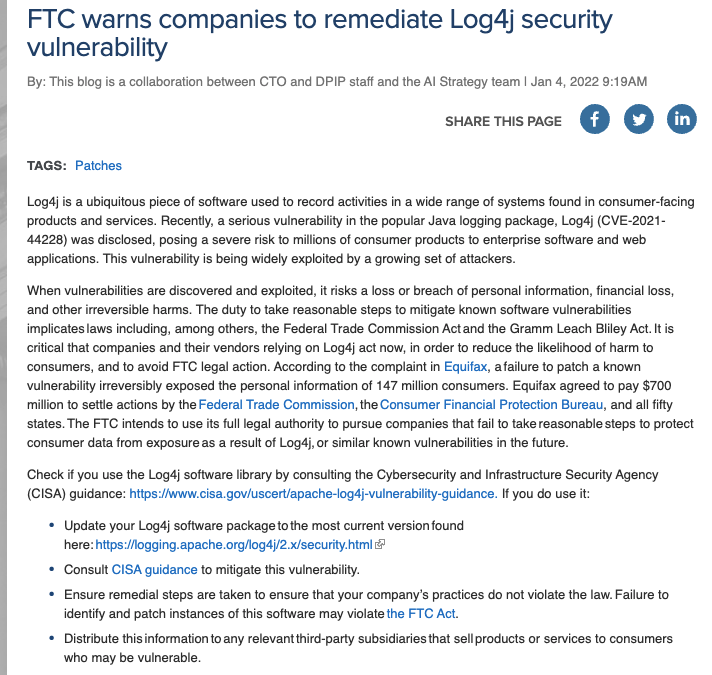 FTC warns companies to remediate Log4j security
vulnerability
By: This blog is a collaboration between CTO and DPIP staff and the AI Strategy team | Jan 4, 2022 9:19AM
SHARE THIS PAGE
TAGS: Patches
Log4j is a ubiquitous piece of software used to record activities in a wide range of systems found in consumer-facing
products and services. Recently, a serious vulnerability in the popular Java logging package, Log4j (CVE-2021-
44228) was disclosed, posing a severe risk to millions of consumer products to enterprise software and web
applications. This vulnerability is being widely exploited by a growing set of attackers.
When vulnerabilities are discovered and exploited, it risks a loss or breach of personal information, financial loss,
and other irreversible harms. The duty to take reasonable steps to mitigate known software vulnerabilities
implicates laws including, among others, the Federal Trade Commission Act and the Gramm Leach Bliley Act. It is
critical that companies and their vendors relying on Log4j act now, in order to reduce the likelihood of harm to
consumers, and to avoid FTC legal action. According to the complaint in Equifax, a failure to patch a known
vulnerability irreversibly exposed the personal information of 147 million consumers. Equifax agreed to pay $700
million to settle actions by the Federal Trade Commission, the Consumer Financial Protection Bureau, and all fifty
states. The FTC intends to use its full legal authority to pursue companies that fail to take reasonable steps to protect
consumer data from exposure as a result of Log4j, or similar known vulnerabilities in the future.
Check if you use the Log4j software library by consulting the Cybersecurity and Infrastructure Security Agency
(CISA) guidance: https://www.cisa.gov/uscert/apache-log4j-vulnerability-guidance. If you do use it:
• Update your Log4j software package to the most current version found
here: https://logging.apache.org/log4j/2.x/security.html
• Consult CISA guidance to mitigate this vulnerability.
• Ensure remedial steps are taken to ensure that your company's practices do not violate the law. Failure to
identify and patch instances of this software may violate the FTC Act.
• Distribute this information to any relevant third-party subsidiaries that sell products or services to consumers
who may be vulnerable.